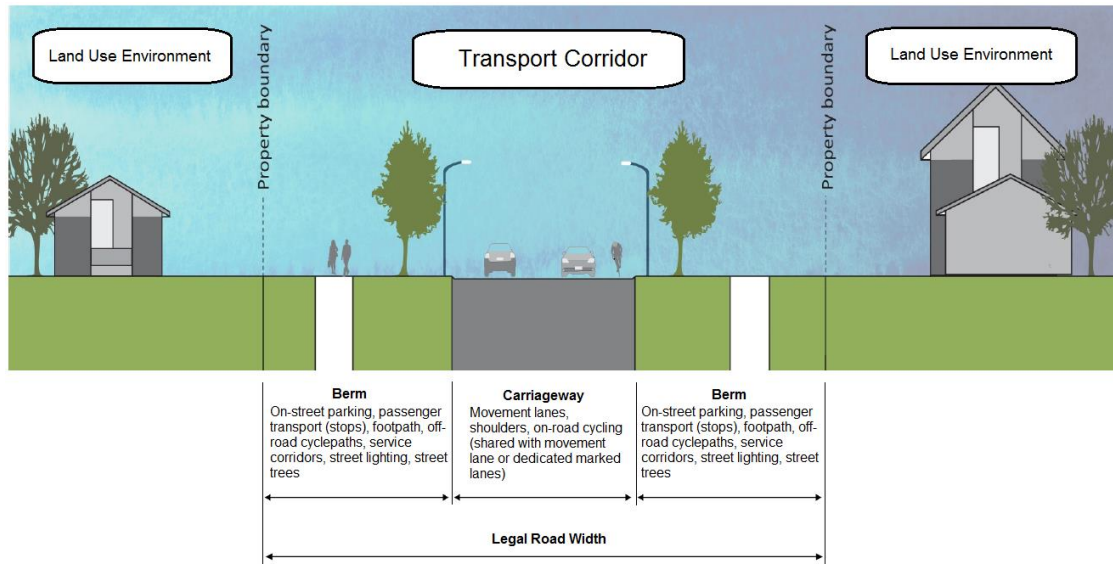 Land Use Environment
Transport Corridor
Land Use Environment
Property boundary
Property boundary
Berm
On-street parking, passenger
transport (stops), footpath, off-
road cyclepaths, service
corridors, street lighting, street
trees
Carriageway
Movement lanes,
shoulders, on-road cycling
(shared with movement
lane or dedicated marked
lanes)
Berm
On-street parking, passenger
transport (stops), footpath, off-
road cyclepaths, service
corridors, street lighting, street
trees
Legal Road Width